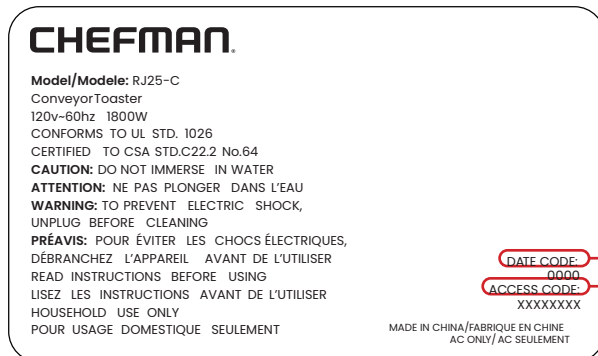 CHEFMAN®
Model/Modele: RJ25-C
ConveyorToaster
120v~60hz 1800W
CONFORMS TO UL STD. 1026
CERTIFIED TO CSA STD.C22.2 No.64
CAUTION: DO NOT IMMERSE IN WATER
ATTENTION: NE PAS PLONGER DANS L'EAU
WARNING: TO PREVENT ELECTRIC SHOCK,
UNPLUG BEFORE CLEANING
PRÉAVIS: POUR ÉVITER LES CHOCS ÉLECTRIQUES,
DÉBRANCHEZ L'APPAREIL AVANT DE L'UTILISER
READ INSTRUCTIONS BEFORE USING
LISEZ LES INSTRUCTIONS AVANT DE L'UTILISER
HOUSEHOLD USE ONLY
POUR USAGE DOMESTIQUE SEULEMENT
DATE CODE:
0000
ACCESS CODE:
XXXXXXXX
MADE IN CHINA/FABRIQUE EN CHINE
AC ONLY/ AC SEULEMENT